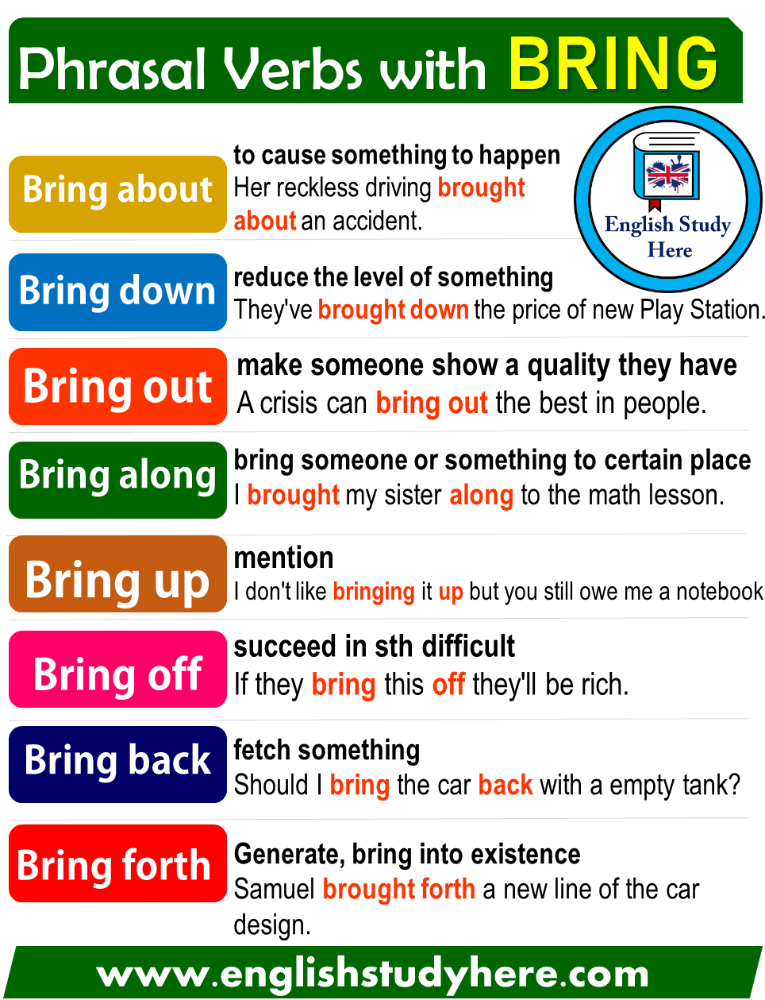 Phrasal Verbs with BRING
English Study
Here
Bring about
to cause something to happen
Her reckless driving brought
about an accident.
Bring down
reduce the level of something
They've brought down the price of new Play Station.
Bring out
make someone show a quality they have
A crisis can bring out the best in people.
Bring along
bring someone or something to certain place
I brought my sister along to the math lesson.
Bring up
mention
I don't like bringing it up but you still owe me a notebook
Bring off
succeed in sth difficult
If they bring this off they'll be rich.
Bring back
fetch something
Should I bring the car back with a empty tank?
Bring forth
Generate, bring into existence
Samuel brought forth a new line of the car
design.
www.englishstudyhere.com